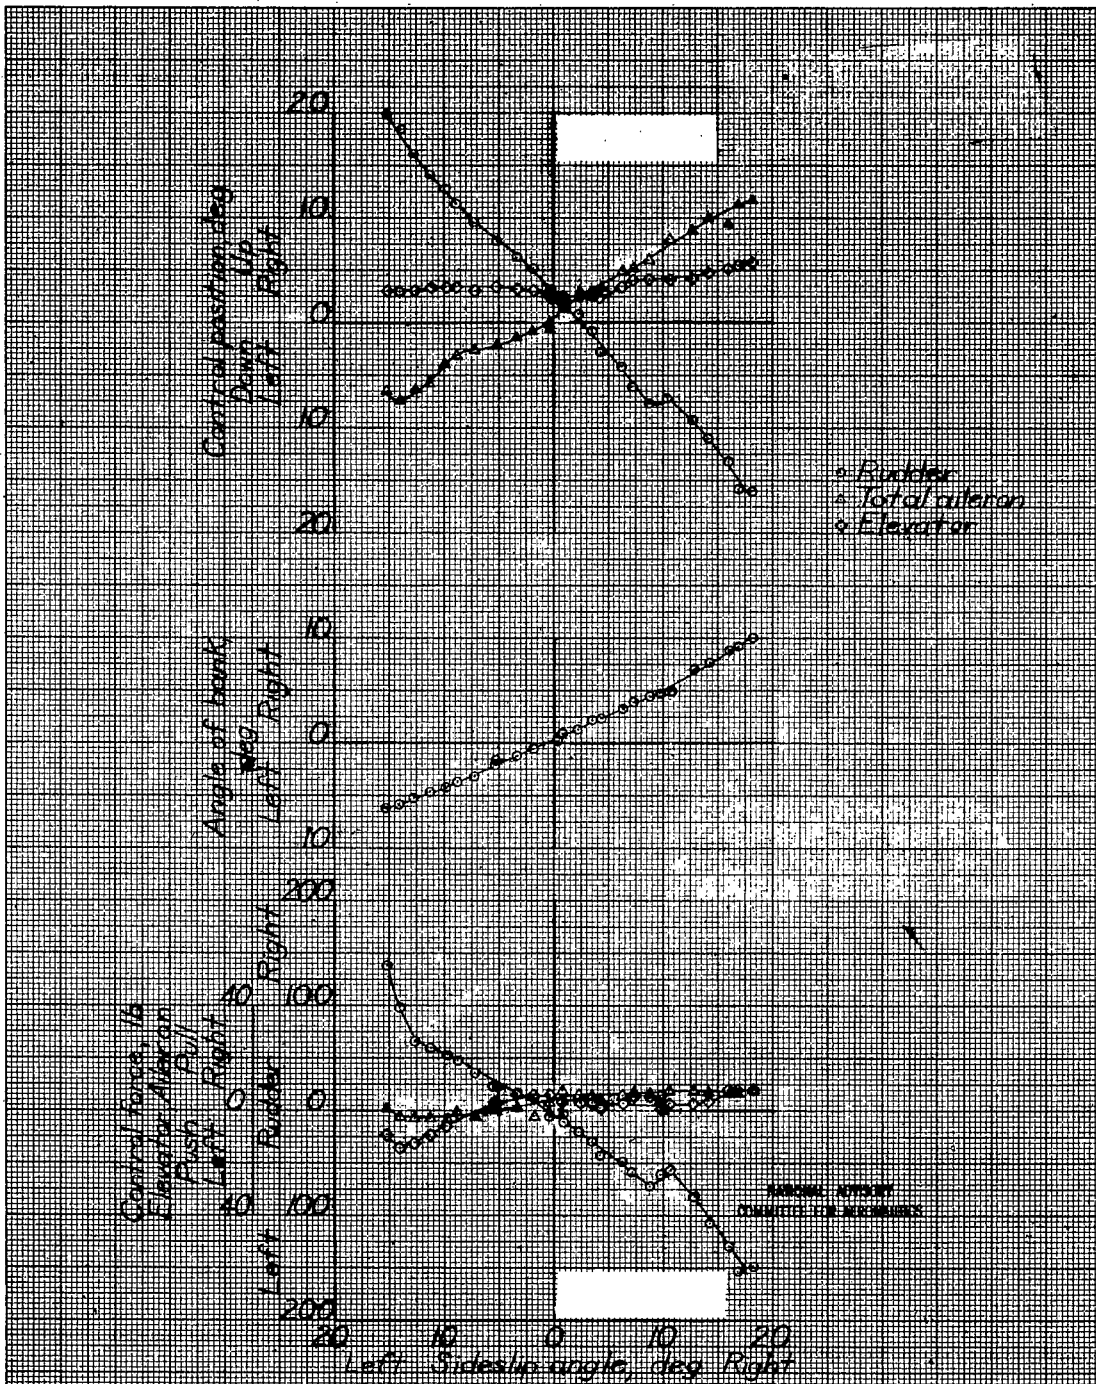 20
10
0
10
20
Control position, deg
Down Up
Left Right
Rudder
Total aileron
Elevator
10
0
10
Angle of bank,
deg
Left Right
200
100
0
100
200
40
0
40
Control force, lb
Elevator, Aileron
Push Pull
Left Right
Left Rudder Right
NATIONAL ADVISORY
COMMITTEE FOR AERONAUTICS
20 10 0 10 20
Left Sideslip angle, deg Right